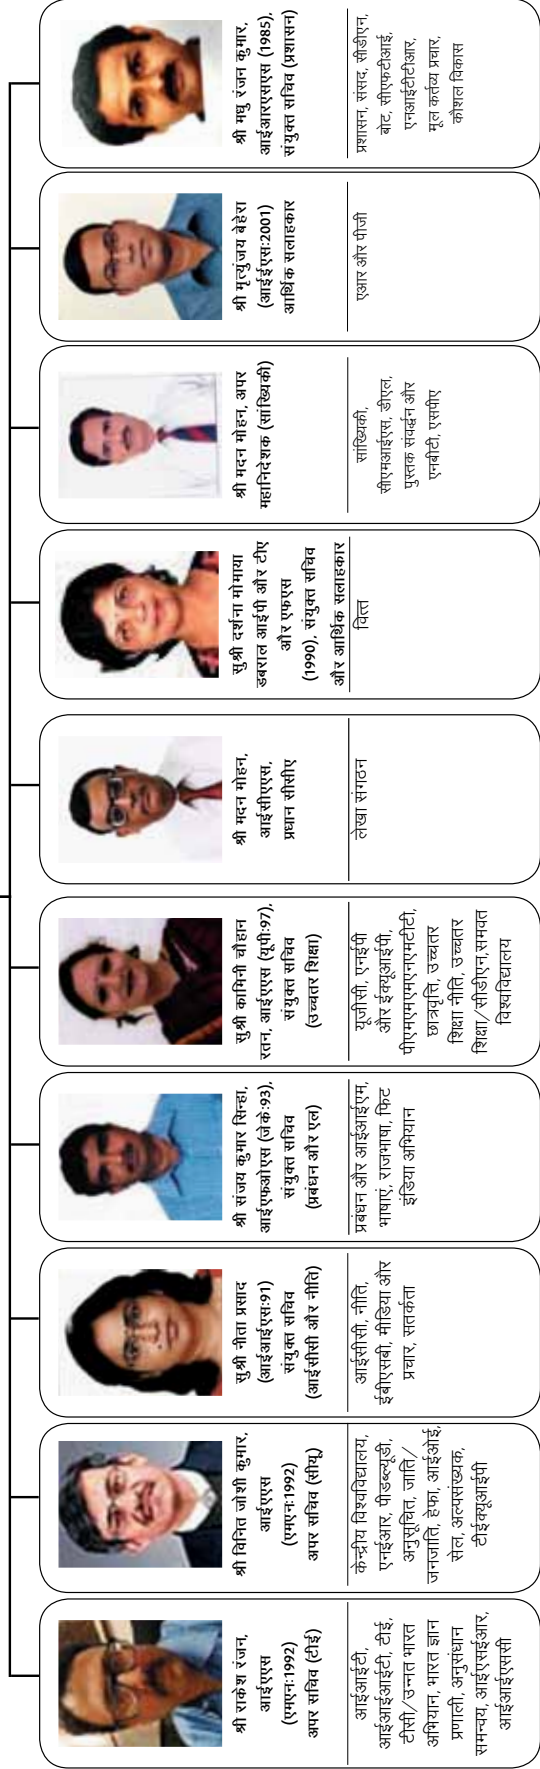 श्री राकेश रंजन,
आईएएस
(एमएन:1992)
अपर सचिव (टीई)
आईआईटी,
आईआईआईटी, टीई,
टीसी/उन्नत भारत
अभियान, भारत ज्ञान
प्रणाली, अनुसंधान
समन्वय, आईएसईआर,
आईआईएससी
श्री विनित जोशी कुमार,
आईएएस
(एमएन:1992)
अपर सचिव (सीयू)
केन्द्रीय विश्वविद्यालय,
एनईआर, पीडब्ल्यूडी,
अनुसूचित, जाति/
जनजाति, हेफा, आईओई,
सेल, अल्पसंख्यक,
टीईक्यूआईपी
सुश्री नीता प्रसाद
(आईआईएस:91)
संयुक्त सचिव
(आईसीसी और नीति)
आईसीसी, नीति,
ईबीएसबी, मीडिया और
प्रचार, सतर्कता
श्री संजय कुमार सिन्हा,
आईएफओएस (जेके:93),
संयुक्त सचिव
(प्रबंधन और एल)
प्रबंधन और आईआईएम,
भाषाएं, राजभाषा, फिट
इंडिया अभियान
सुश्री कामिनी चौहान
रतन, आईएएस (यूपी:97),
संयुक्त सचिव
(उच्चतर शिक्षा)
यूजीसी, एनईपी
और ईक्यूआईपी,
पीएमएमएमएनएमटीटी,
छात्रवृत्ति, उच्चतर
शिक्षा नीति, उच्चतर
शिक्षा/सीडीएन,समवत
विश्वविद्यालय
श्री मदन मोहन,
आईसीएएस,
प्रधान सीसीए
लेखा संगठन
सुश्री दर्शना मोमाया
डबराल आईपी और टीए
और एफएस
(1990), संयुक्त सचिव
और आर्थिक सलाहकार
वित्त
श्री मदन मोहन, अपर
महानिदेशक (सांख्यिकी)
सांख्यिकी,
सीएमआईएस, डीएल,
पुस्तक संवर्द्धन और
एनबीटी, एसपीए
श्री मृत्युंजय बेहेरा
(आईईएस:2001)
आर्थिक सलाहकार
एआर और पीजी
श्री मधु रंजन कुमार,
आईआरएसएस (1985),
संयुक्त सचिव (प्रशासन)
प्रशासन, संसद, सीडीएन,
बोट, सीएफटीआई,
एनआईटीटीआर,
मूल कर्तव्य प्रचार,
कौशल विकास